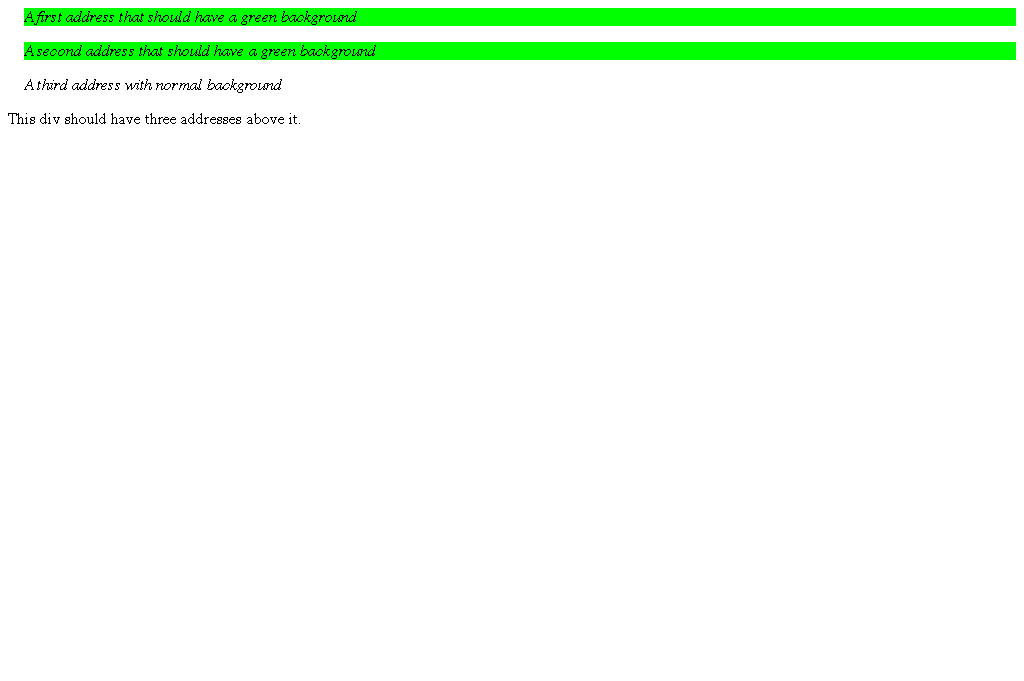 A first address that should have a green background
A second address that should have a green background
A third address with normal background
This div should have three addresses above it.